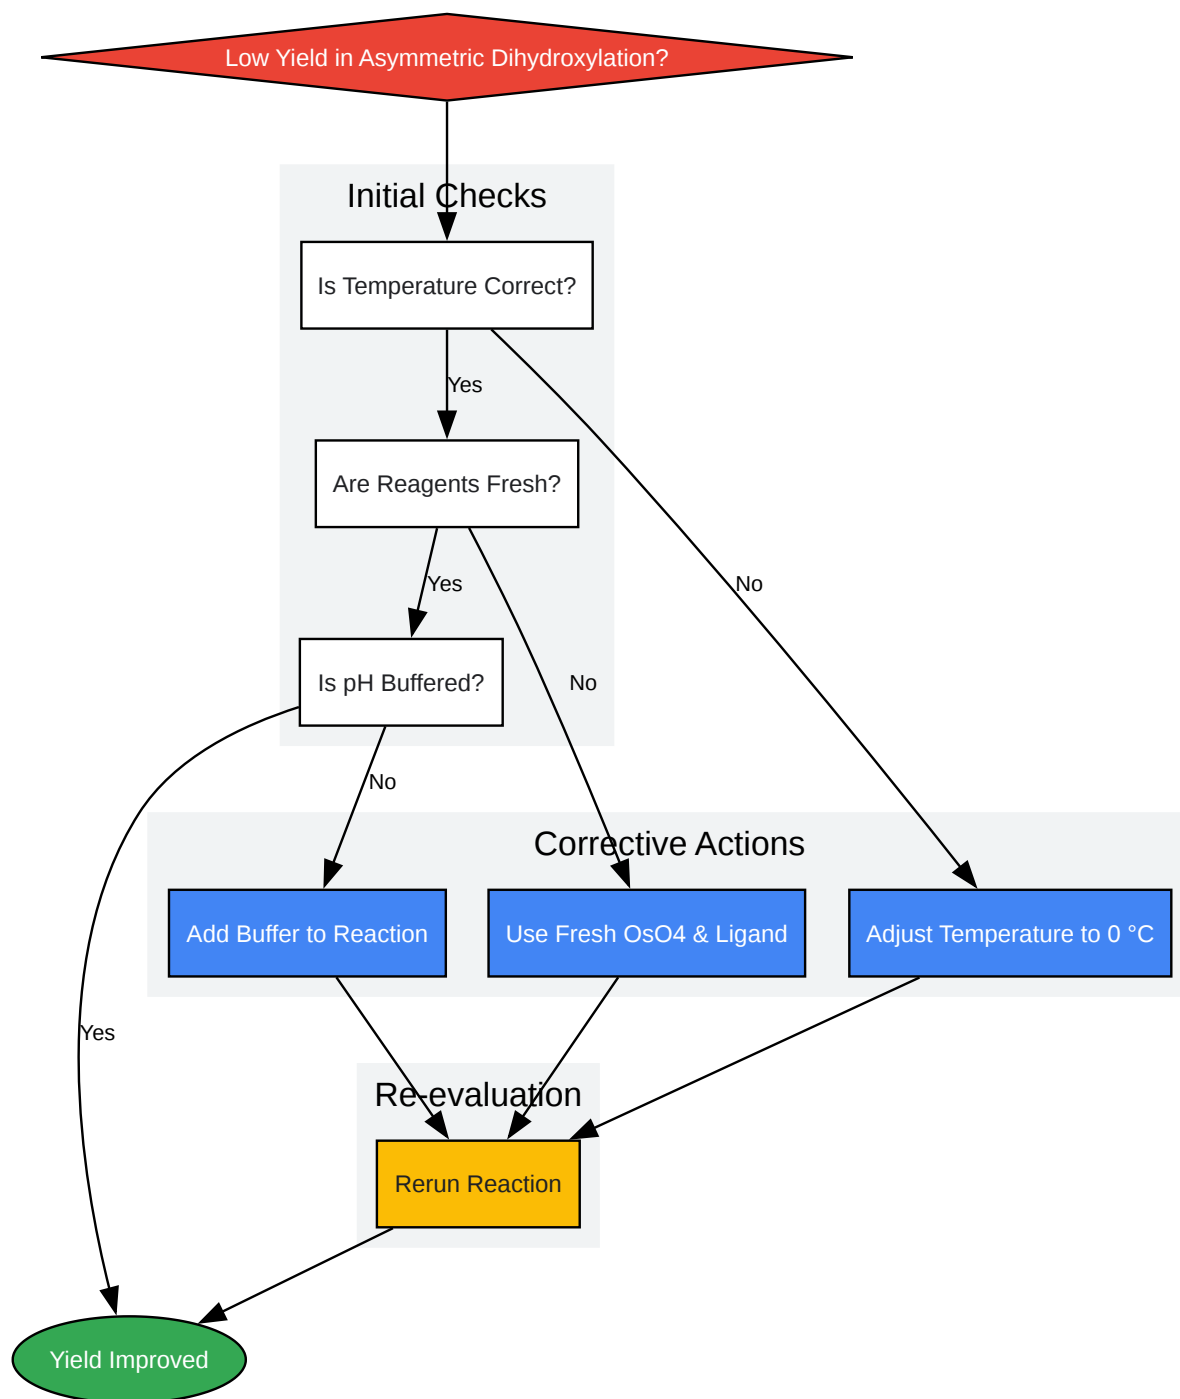 Low Yield in Asymmetric Dihydroxylation?
Initial Checks
Is Temperature Correct?
Yes
Are Reagents Fresh?
Yes
No
Is pH Buffered?
No
No
Corrective Actions
Add Buffer to Reaction
Use Fresh OsO4 & Ligand
Adjust Temperature to 0 °C
Yes
Re-evaluation
Rerun Reaction
Yield Improved